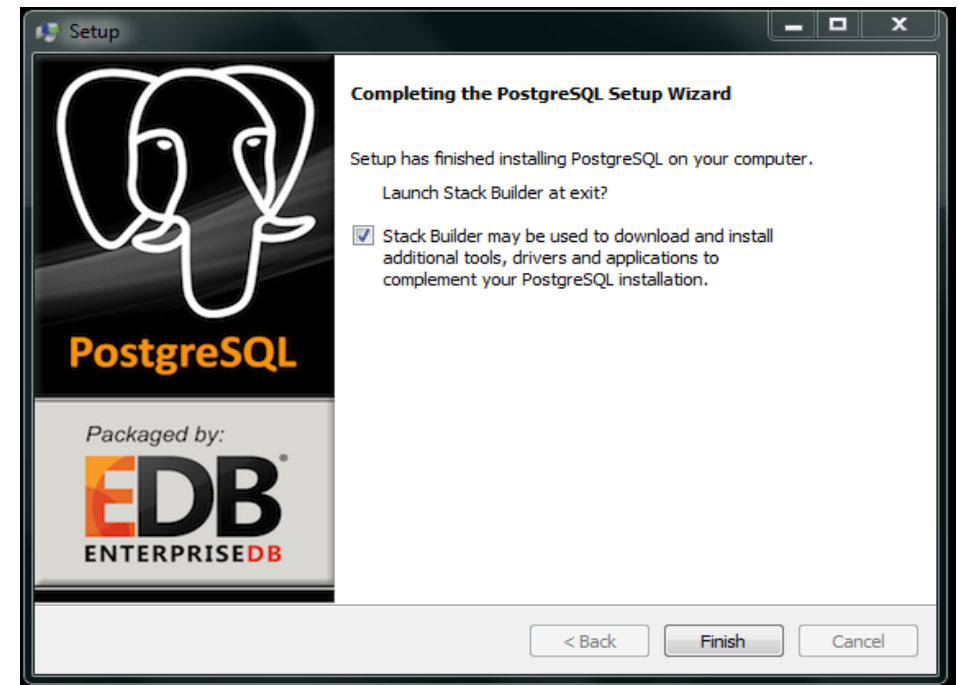 Setup
Completing the PostgreSQL Setup Wizard
Setup has finished installing PostgreSQL on your computer.
Launch Stack Builder at exit?
Stack Builder may be used to download and install
additional tools, drivers and applications to
complement your PostgreSQL installation.
PostgreSQL
Packaged by:
EDB®
ENTERPRISEDB
< Back
Finish
Cancel